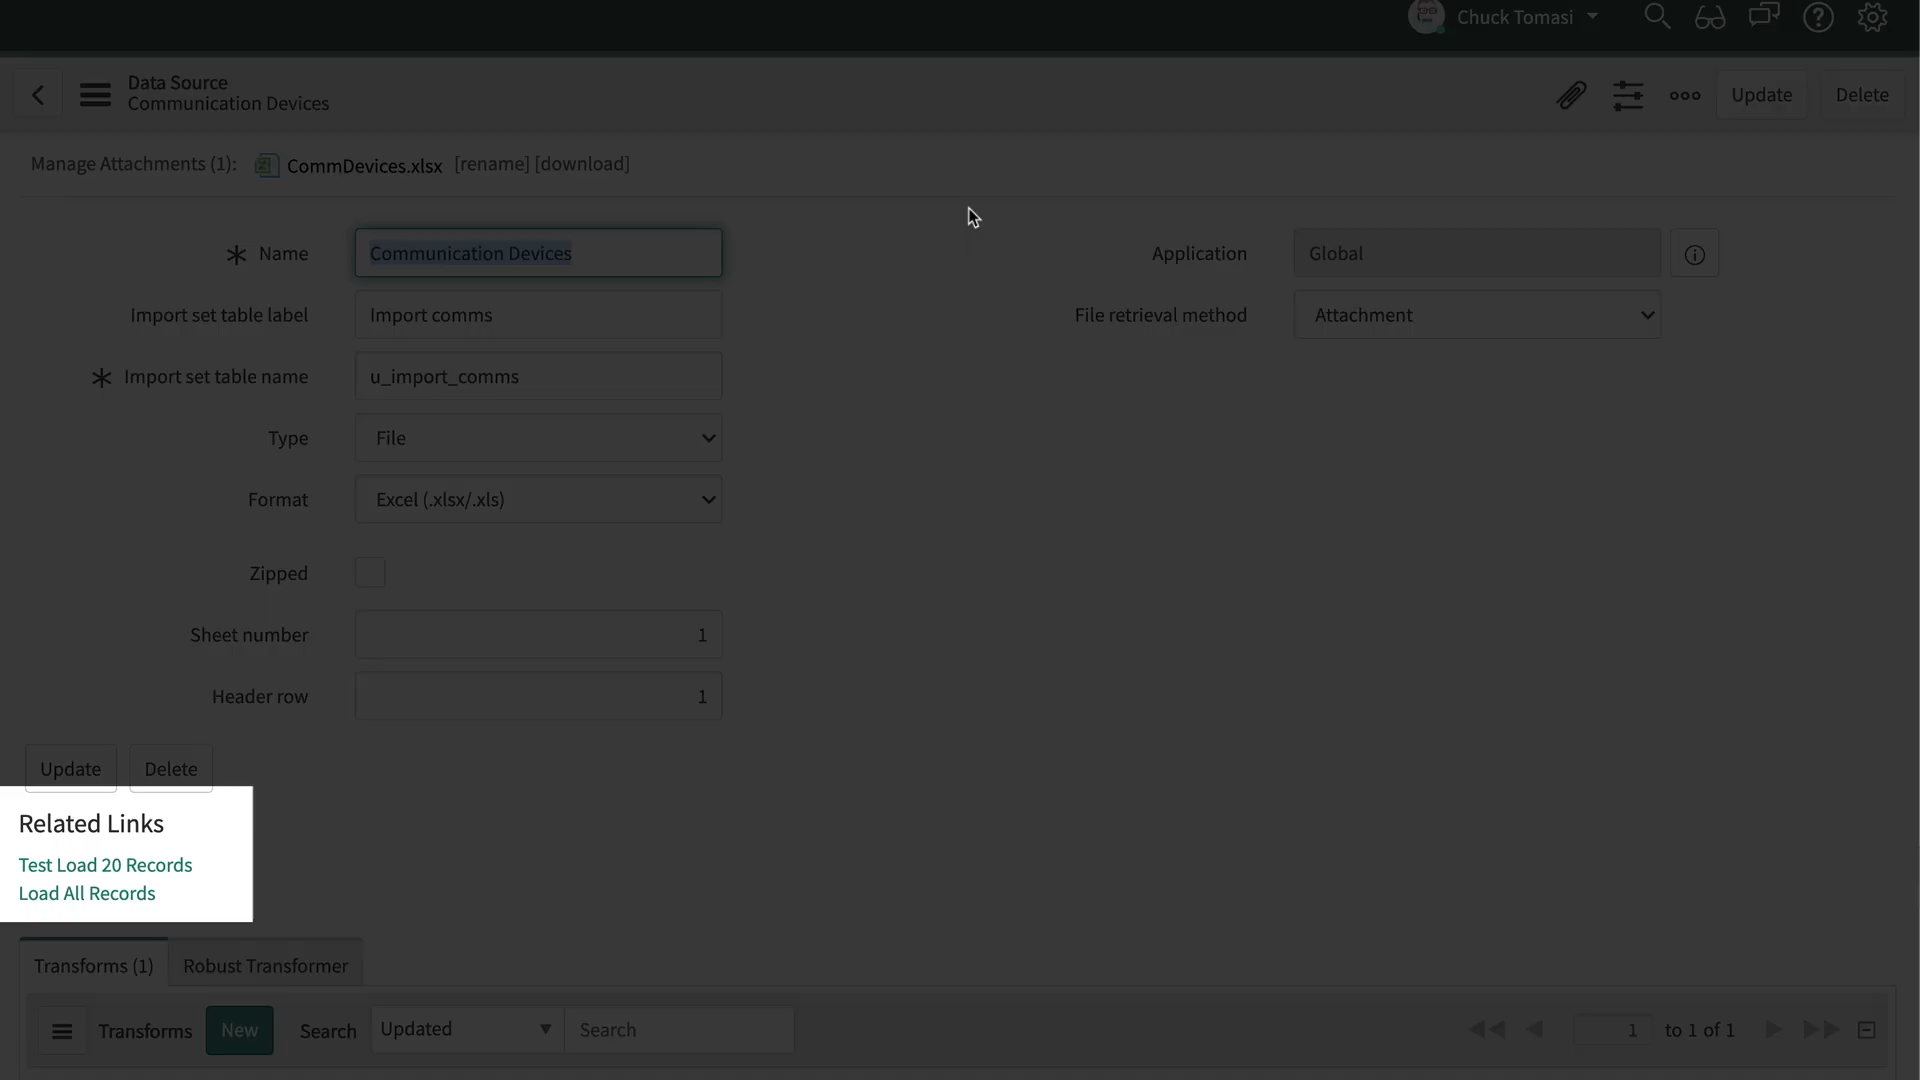 Chuck Tomasi
Data Source
Communication Devices
Update
Delete
Manage Attachments (1):
CommDevices.xlsx
[rename] [download]
Name
Communication Devices
Application
Global
Import set table label
Import comms
File retrieval method
Attachment
Import set table name
u_import_comms
Type
File
Format
Excel (.xlsx/.xls)
Zipped
Sheet number
1
Header row
1
Update
Delete
Related Links
Test Load 20 Records
Load All Records
Transforms (1)
Robust Transformer
Transforms
New
Search
Updated
Search
1
to 1 of 1